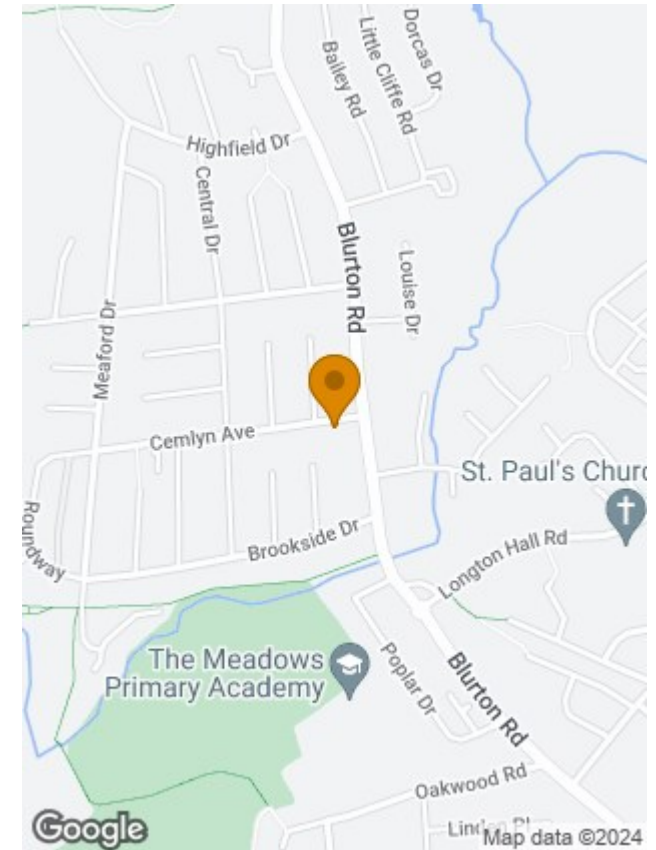 Dorcas Dr
Little Cliffe Rd
Bailey Rd
Highfield Dr
Central Dr
Blurton Rd
Louise Dr
Meaford Dr
Cemlyn Ave
St. Paul's Churc
Roundway
Brookside Dr
Longton Hall Rd
The Meadows
Primary Academy
Poplar Dr
Blurton Rd
Oakwood Rd
Google
Map data ©2024